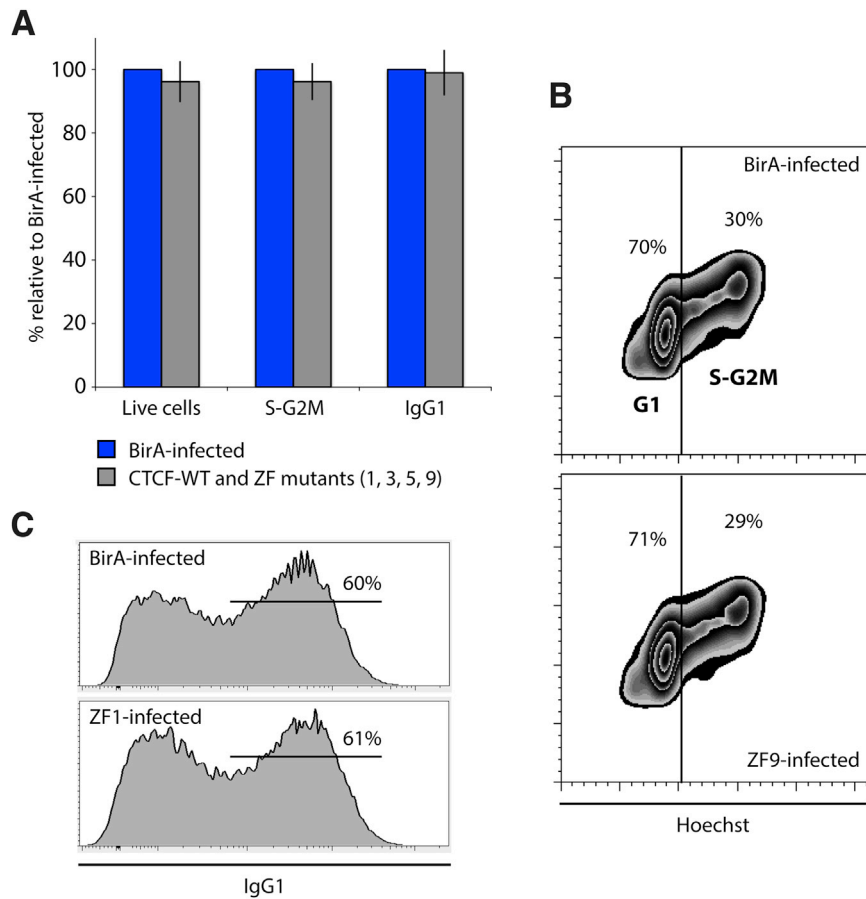 A
% relative to BirA-infected
100
80
60
40
20
0
Live cells
S-G2M
IgG1
BirA-infected
CTCF-WT and ZF mutants (1, 3, 5, 9)
B
BirA-infected
70%
30%
G1
S-G2M
71%
29%
ZF9-infected
Hoechst
C
BirA-infected
60%
ZF1-infected
61%
IgG1